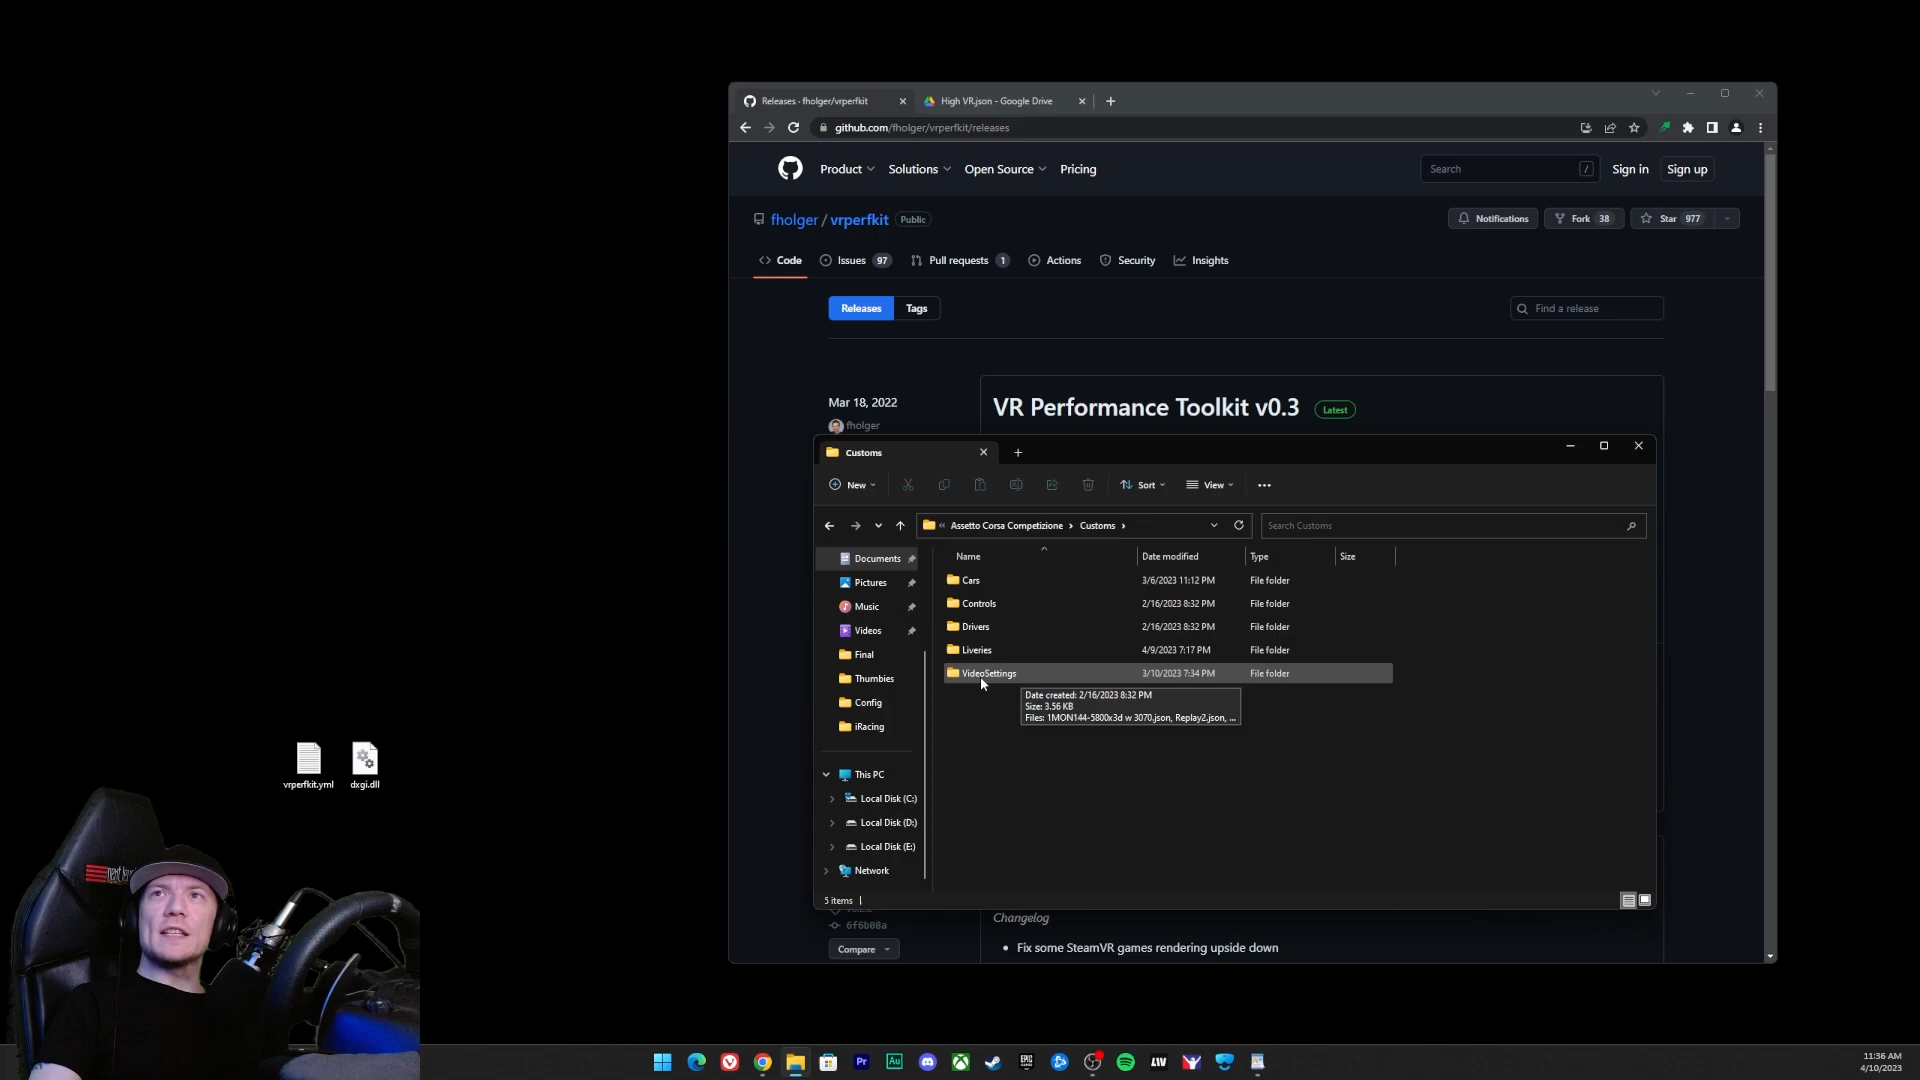 Releases · fholger/vrperfkit
High VR.json - Google Drive
github.com/fholger/vrperfkit/releases
Product
Solutions
Open Source
Pricing
Search
/
Sign in
Sign up
fholger / vrperfkit
Public
Notifications
Fork 38
Star 977
Code
Issues 97
Pull requests 1
Actions
Security
Insights
Releases
Tags
Find a release
Mar 18, 2022
fholger
VR Performance Toolkit v0.3
Latest
Customs
New
Sort
View
Assetto Corsa Competizione > Customs >
Search Customs
Documents
Pictures
Music
Videos
Final
Thumbies
Config
iRacing
This PC
Local Disk (C:)
Local Disk (D:)
Local Disk (E:)
Network
Name Date modified Type Size
Cars 3/6/2023 11:12 PM File folder
Controls 2/16/2023 8:32 PM File folder
Drivers 2/16/2023 8:32 PM File folder
Liveries 4/9/2023 7:17 PM File folder
VideoSettings 3/10/2023 7:34 PM File folder
Date created: 2/16/2023 8:32 PM
Size: 3.56 KB
Files: 1MON144-5800x3d w 3070.json, Replay2.json, ...
5 items
6f6b08a
Compare
Changelog
Fix some SteamVR games rendering upside down
vrperfkit.yml
dxgi.dll
Pr
Au
EPIC
11:36 AM
4/10/2023